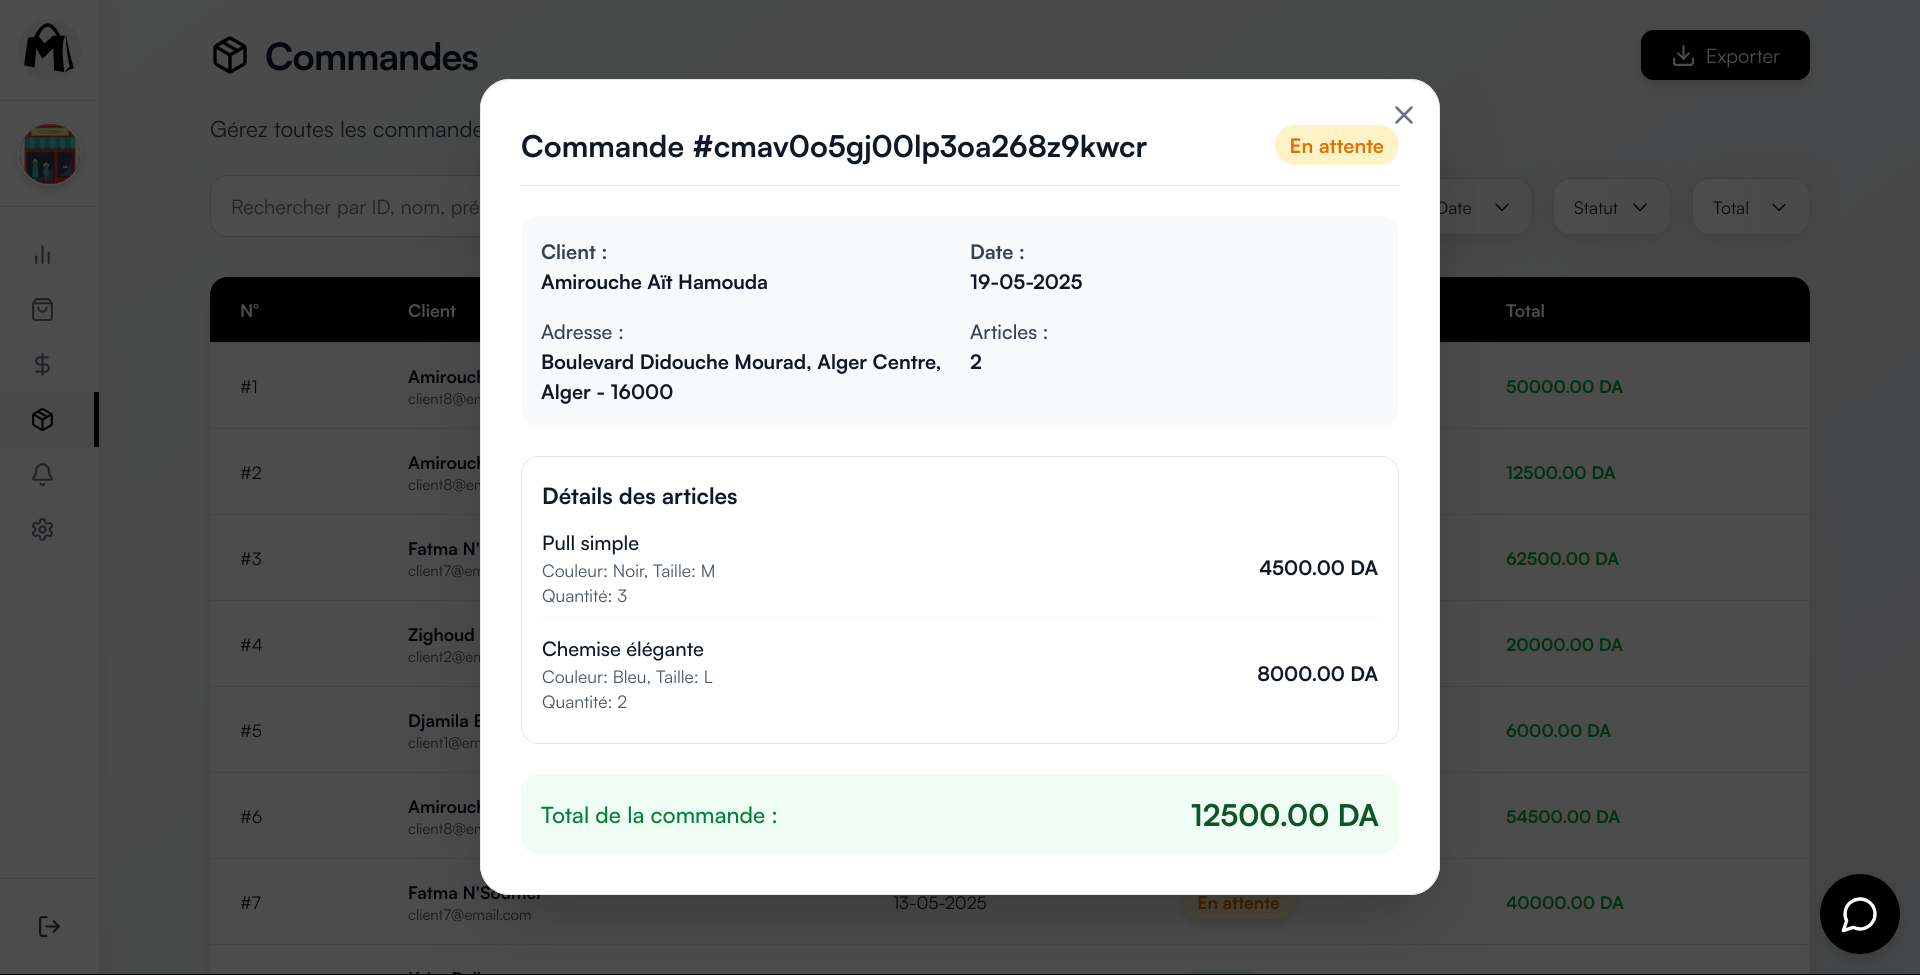 Commandes
Exporter
Gérez toutes les commande
Rechercher par ID, nom, pré
Date
Statut
Total
N°
Client
Total
#1
Amirouch
client8@en
50000.00 DA
#2
Amirouch
client8@en
12500.00 DA
#3
Fatma N'
client7@em
62500.00 DA
#4
Zighoud
client2@en
20000.00 DA
#5
Djamila B
client1@em
6000.00 DA
#6
Amirouch
client8@en
54500.00 DA
#7
Fatma N'Soumer
client7@email.com
13-05-2025
En attente
40000.00 DA
Commande #cmav0o5gj00lp3oa268z9kwcr
En attente
Client :
Amirouche Aït Hamouda
Date :
19-05-2025
Adresse :
Boulevard Didouche Mourad, Alger Centre,
Alger - 16000
Articles :
2
Détails des articles
Pull simple
Couleur: Noir, Taille: M
Quantité: 3
4500.00 DA
Chemise élégante
Couleur: Bleu, Taille: L
Quantité: 2
8000.00 DA
Total de la commande :
12500.00 DA